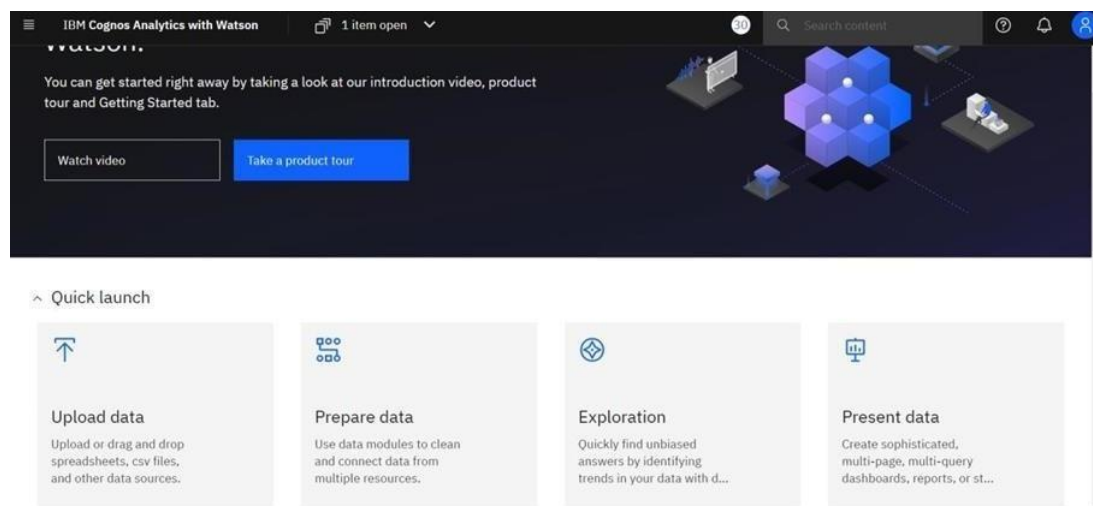 IBM Cognos Analytics with Watson
1 item open
30
Search content
Watson.
You can get started right away by taking a look at our introduction video, product
tour and Getting Started tab.
Watch video
Take a product tour
Quick launch
Upload data
Upload or drag and drop
spreadsheets, csv files,
and other data sources.
Prepare data
Use data modules to clean
and connect data from
multiple resources.
Exploration
Quickly find unbiased
answers by identifying
trends in your data with d...
Present data
Create sophisticated,
multi-page, multi-query
dashboards, reports, or st...